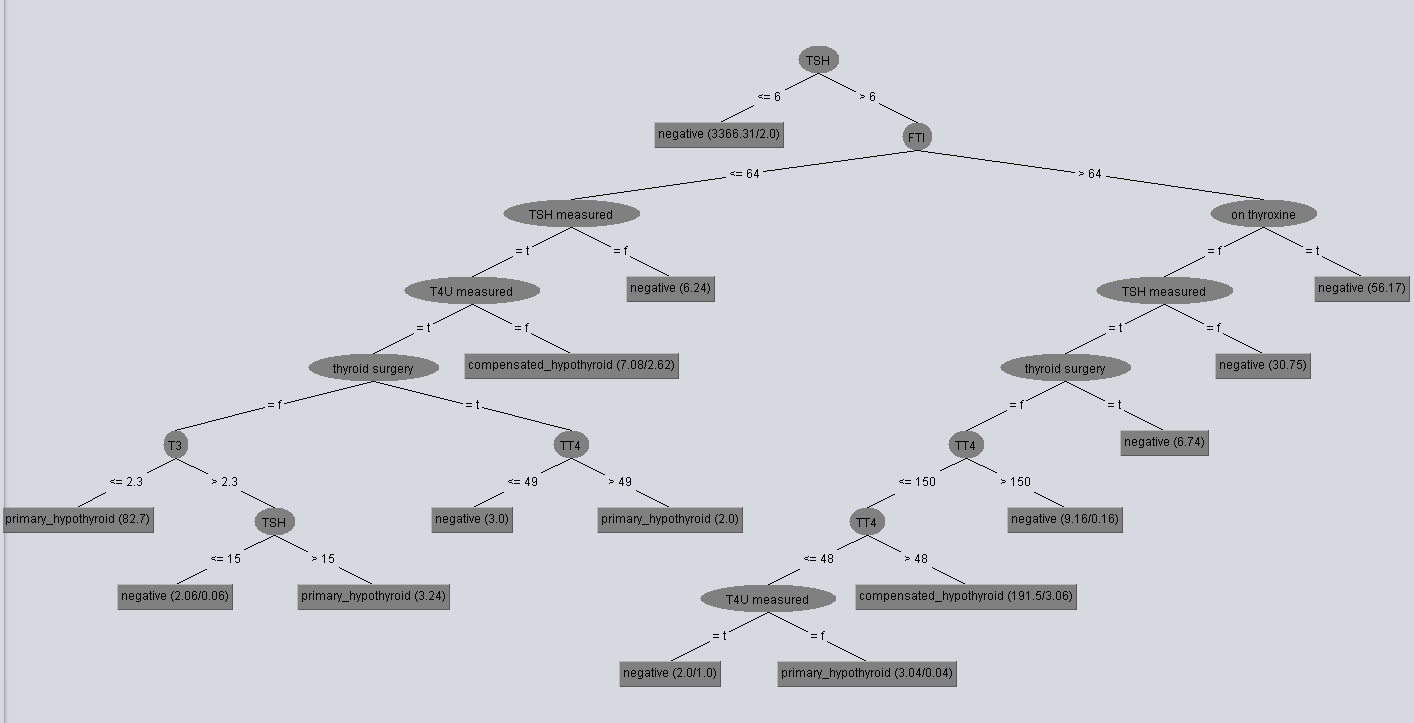 TSH
<= 6
> 6
negative (3366.31/2.0)
FTI
<= 64
> 64
TSH measured
on thyroxine
= t
= f
= f
= t
T4U measured
negative (6.24)
TSH measured
negative (56.17)
= t
= f
= t
= f
thyroid surgery
compensated_hypothyroid (7.08/2.62)
thyroid surgery
negative (30.75)
= f
= t
= f
= t
T3
TT4
TT4
negative (6.74)
<= 2.3
> 2.3
<= 49
> 49
<= 150
> 150
primary_hypothyroid (82.7)
TSH
negative (3.0)
primary_hypothyroid (2.0)
TT4
negative (9.16/0.16)
<= 15
> 15
<= 48
> 48
negative (2.06/0.06)
primary_hypothyroid (3.24)
T4U measured
compensated_hypothyroid (191.5/3.06)
= t
= f
negative (2.0/1.0)
primary_hypothyroid (3.04/0.04)